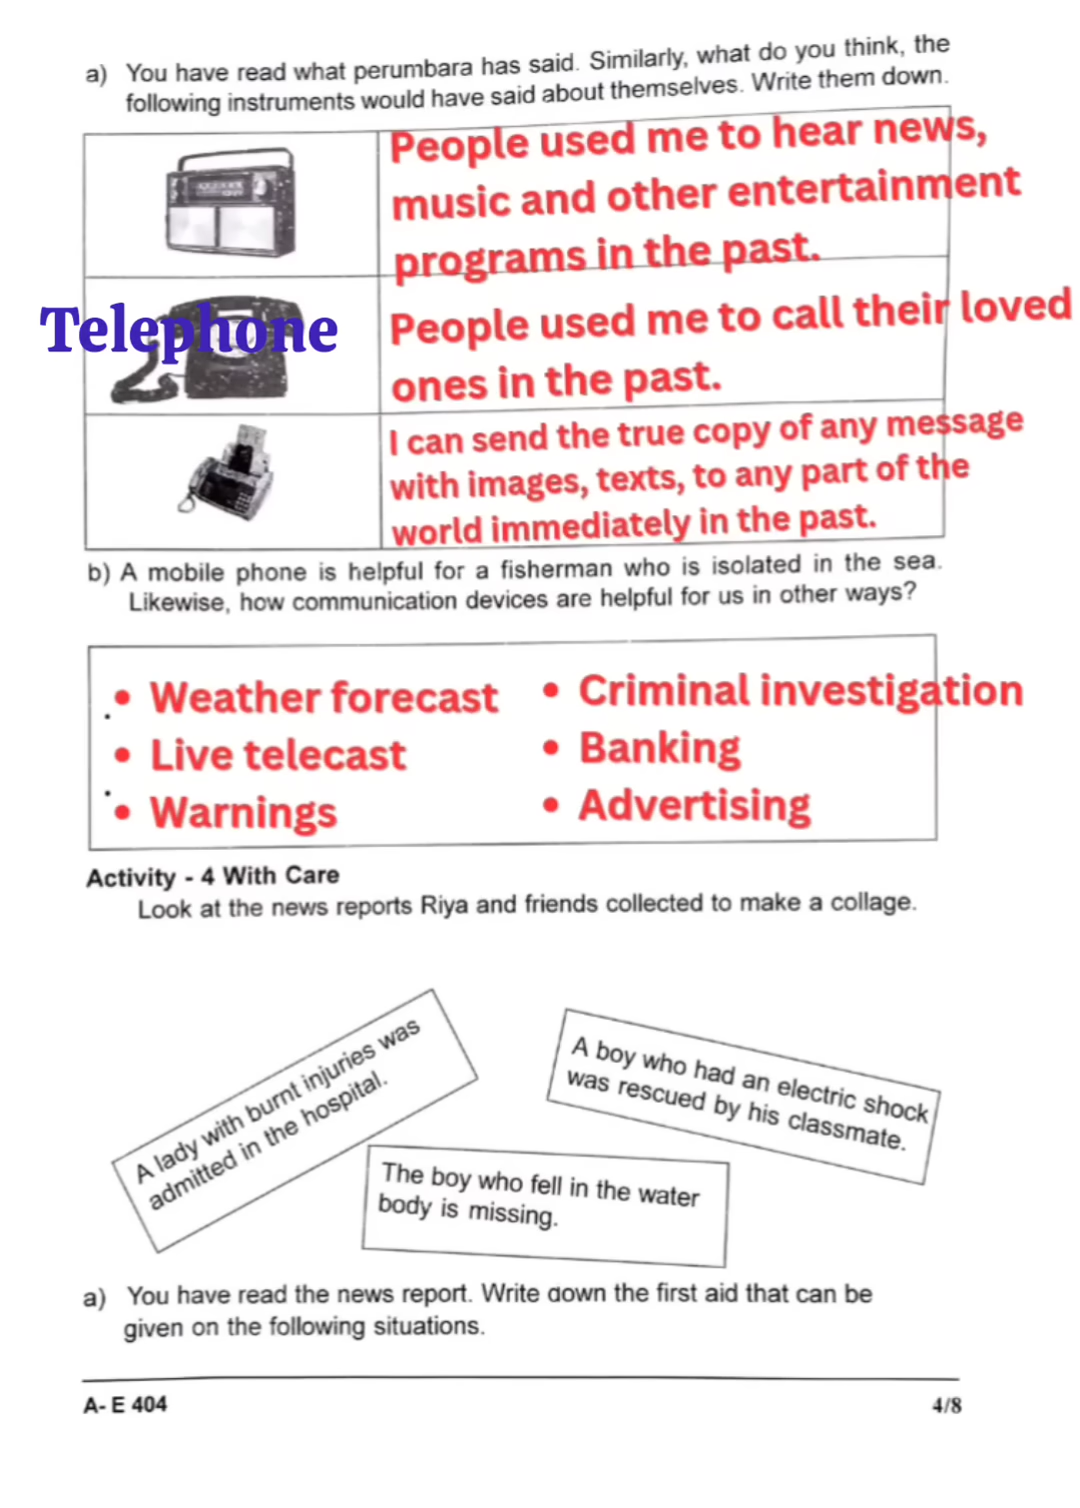 a) You have read what perumbara has said. Similarly, what do you think, the
following instruments would have said about themselves. Write them down.
People used me to hear news,
music and other entertainment
programs in the past.
Telephone
People used me to call their loved
ones in the past.
I can send the true copy of any message
with images, texts, to any part of the
world immediately in the past.
b) A mobile phone is helpful for a fisherman who is isolated in the sea.
Likewise, how communication devices are helpful for us in other ways?
• Weather forecast
• Live telecast
• Warnings
• Criminal investigation
• Banking
• Advertising
Activity - 4 With Care
Look at the news reports Riya and friends collected to make a collage.
A lady with burnt injuries was
admitted in the hospital.
A boy who had an electric shock
was rescued by his classmate.
The boy who fell in the water
body is missing.
a) You have read the news report. Write down the first aid that can be
given on the following situations.
A- E 404
4/8